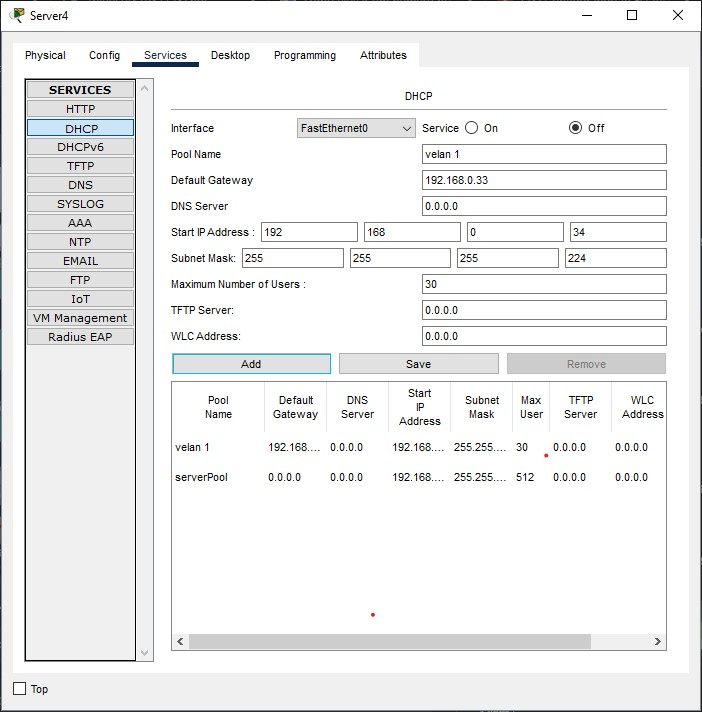 Server4
Physical Config Services Desktop Programming Attributes
SERVICES
HTTP
DHCP
DHCPv6
TFTP
DNS
SYSLOG
AAA
NTP
EMAIL
FTP
IoT
VM Management
Radius EAP
DHCP
Interface FastEthernet0 Service On Off
Pool Name velan 1
Default Gateway 192.168.0.33
DNS Server 0.0.0.0
Start IP Address : 192 168 0 34
Subnet Mask: 255 255 255 224
Maximum Number of Users : 30
TFTP Server: 0.0.0.0
WLC Address: 0.0.0.0
Add Save Remove
Pool Name Default Gateway DNS Server Start IP Address Subnet Mask Max User TFTP Server WLC Address
velan 1 192.168.... 0.0.0.0 192.168.... 255.255.... 30 0.0.0.0 0.0.0.0
serverPool 0.0.0.0 0.0.0.0 192.168.... 255.255.... 512 0.0.0.0 0.0.0.0
Top